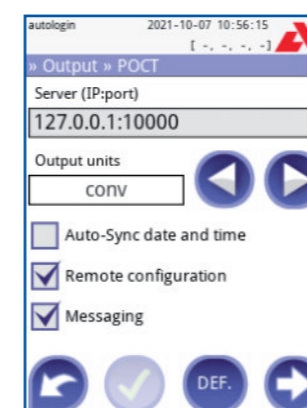 autologin 2021-10-07 10:56:15
[ -, -, -, -]
» Output » POCT
Server (IP:port)
127.0.0.1:10000
Output units
conv
Auto-Sync date and time
Remote configuration
Messaging
DEF.